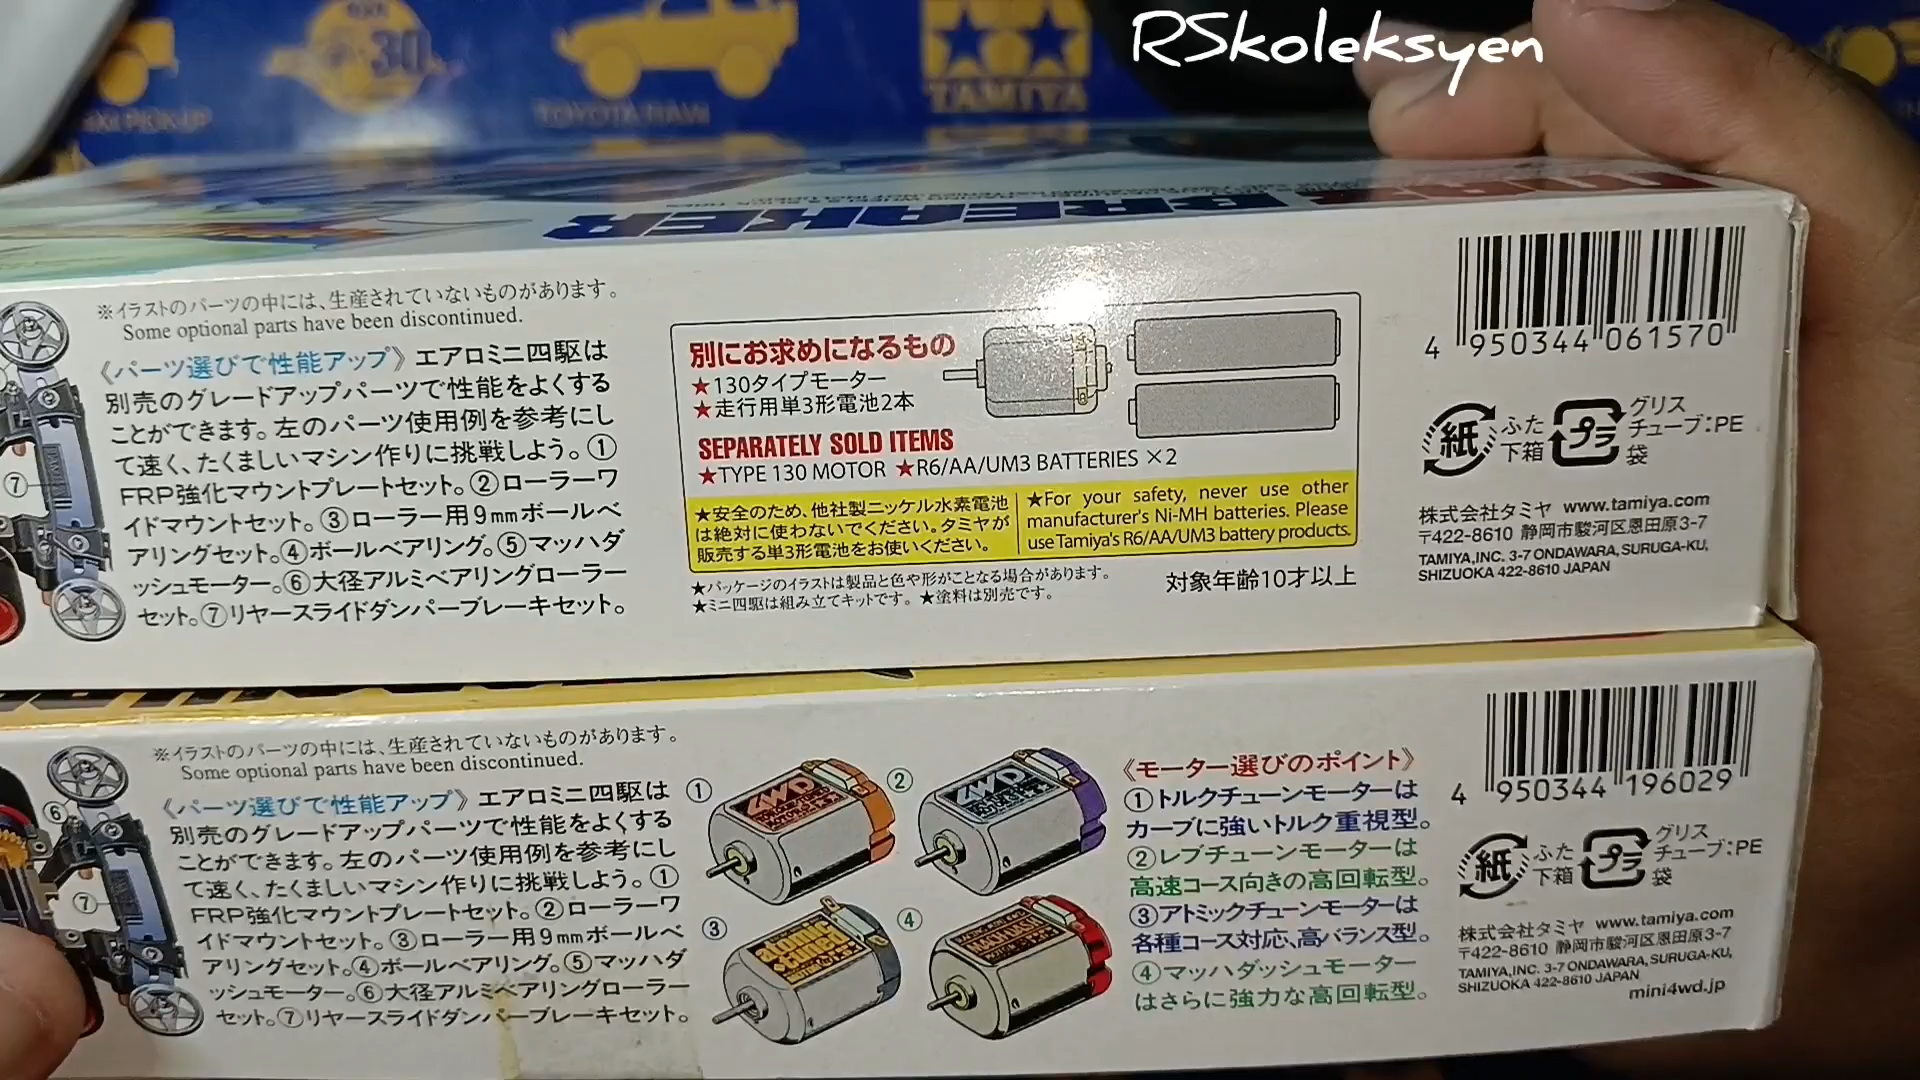 RSkoleksyen
TOYOTA
TAMIYA
BREAKER
※イラストのパーツの中には、生産されていないものがあります。
Some optional parts have been discontinued.
《パーツ選びで性能アップ》エアロミニ四駆は
別売のグレードアップパーツで性能をよくする
ことができます。左のパーツ使用例を参考にし
て速く、たくましいマシン作りに挑戦しよう。①
FRP強化マウントプレートセット。②ローラーワ
イドマウントセット。③ローラー用9mmボールベ
アリングセット。④ボールベアリング。⑤マッハダ
ッシュモーター。⑥大径アルミベアリングローラー
セット。⑦リヤースライドダンパーブレーキセット。
⑦
別にお求めになるもの
★130タイプモーター
★走行用単3形電池2本
SEPARATELY SOLD ITEMS
★TYPE 130 MOTOR ★R6/AA/UM3 BATTERIES ×2
★安全のため、他社製ニッケル水素電池
は絶対に使わないでください。タミヤが
販売する単3形電池をお使いください。
★For your safety, never use other
manufacturer's Ni-MH batteries. Please
use Tamiya's R6/AA/UM3 battery products.
★パッケージのイラストは製品と色や形がことなる場合があります。
★ミニ四駆は組み立てキットです。★塗料は別売です。
対象年齢10才以上
4 950344 061570
紙 ふた
下箱
プラ グリス
チューブ:PE
袋
株式会社タミヤ www.tamiya.com
〒422-8610 静岡市駿河区恩田原3-7
TAMIYA,INC. 3-7 ONDAWARA, SURUGA-KU,
SHIZUOKA 422-8610 JAPAN
※イラストのパーツの中には、生産されていないものがあります。
Some optional parts have been discontinued.
《パーツ選びで性能アップ》エアロミニ四駆は
別売のグレードアップパーツで性能をよくする
ことができます。左のパーツ使用例を参考にし
て速く、たくましいマシン作りに挑戦しよう。①
FRP強化マウントプレートセット。②ローラーワ
イドマウントセット。③ローラー用9mmボールベ
アリングセット。④ボールベアリング。⑤マッハダ
ッシュモーター。⑥大径アルミベアリングローラー
セット。⑦リヤースライドダンパーブレーキセット。
⑥
⑦
①
②
③
④
《モーター選びのポイント》
①トルクチューンモーターは
カーブに強いトルク重視型。
②レブチューンモーターは
高速コース向きの高回転型。
③アトミックチューンモーターは
各種コース対応、高バランス型。
④マッハダッシュモーター
はさらに強力な高回転型。
4 950344 196029
紙 ふた
下箱
プラ グリス
チューブ:PE
袋
株式会社タミヤ www.tamiya.com
〒422-8610 静岡市駿河区恩田原3-7
TAMIYA,INC. 3-7 ONDAWARA, SURUGA-KU,
SHIZUOKA 422-8610 JAPAN
mini4wd.jp